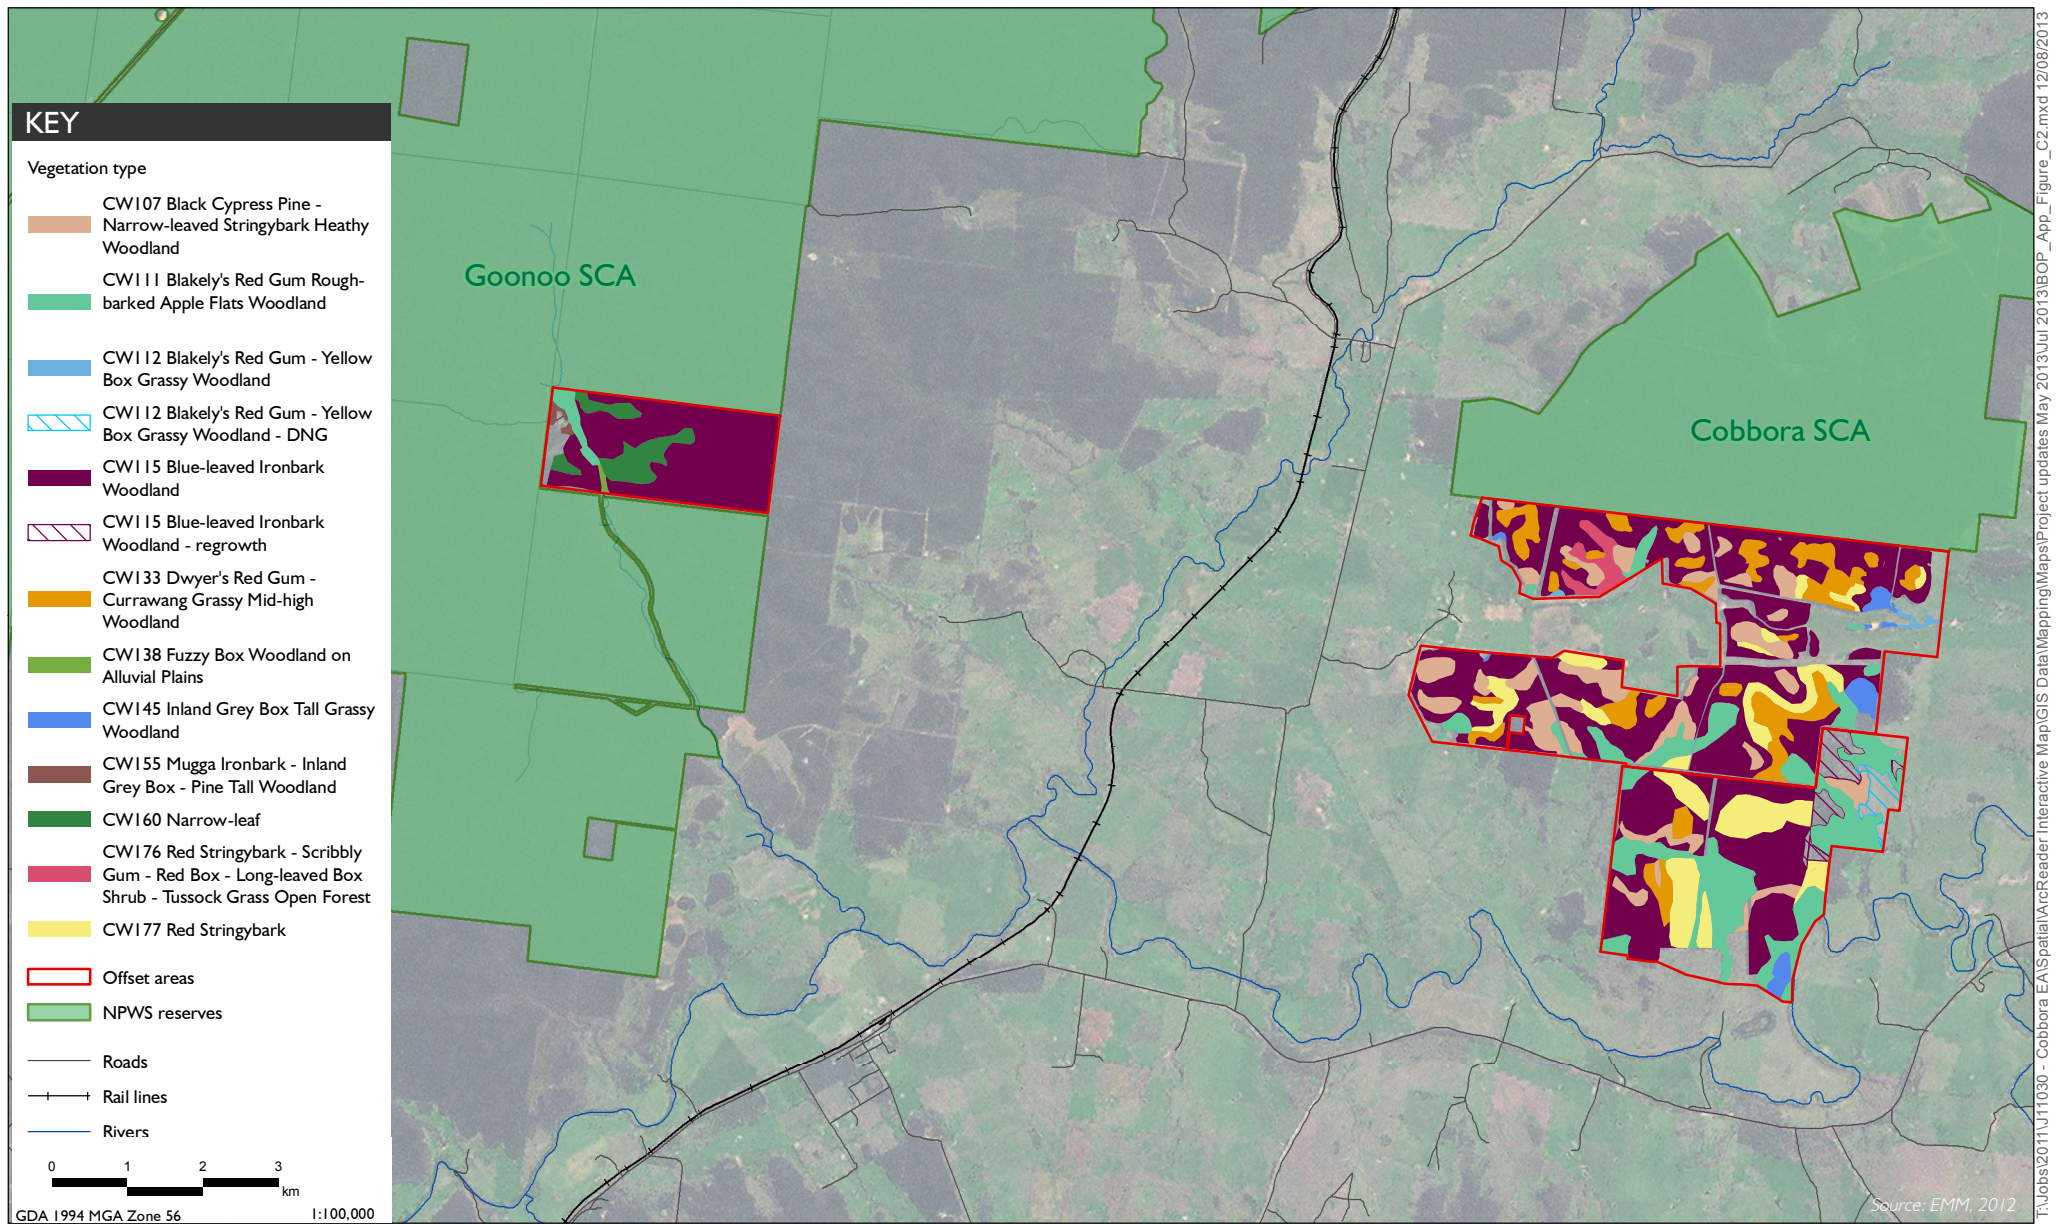 KEY
Vegetation type
CW107 Black Cypress Pine -
Narrow-leaved Stringybark Heathy
Woodland
CW111 Blakely's Red Gum Rough-
barked Apple Flats Woodland
CW112 Blakely's Red Gum - Yellow
Box Grassy Woodland
CW112 Blakely's Red Gum - Yellow
Box Grassy Woodland - DNG
CW115 Blue-leaved Ironbark
Woodland
CW115 Blue-leaved Ironbark
Woodland - regrowth
CW133 Dwyer's Red Gum -
Currawang Grassy Mid-high
Woodland
CW138 Fuzzy Box Woodland on
Alluvial Plains
CW145 Inland Grey Box Tall Grassy
Woodland
CW155 Mugga Ironbark - Inland
Grey Box - Pine Tall Woodland
CW160 Narrow-leaf
CW176 Red Stringybark - Scribbly
Gum - Red Box - Long-leaved Box
Shrub - Tussock Grass Open Forest
CW177 Red Stringybark
Offset areas
NPWS reserves
Roads
Rail lines
Rivers
0 1 2 3
km
GDA 1994 MGA Zone 56 1:100,000
Goonoo SCA
Cobbora SCA
Source: EMM, 2012
T:\Jobs\2011\J11030 - Cobbora EA\Spatial\ArcReader Interactive Map\GIS Data\Mapping\Maps\Project updates May 2013\Jul 2013\BOP_App_Figure_C2.mxd 12/08/2013